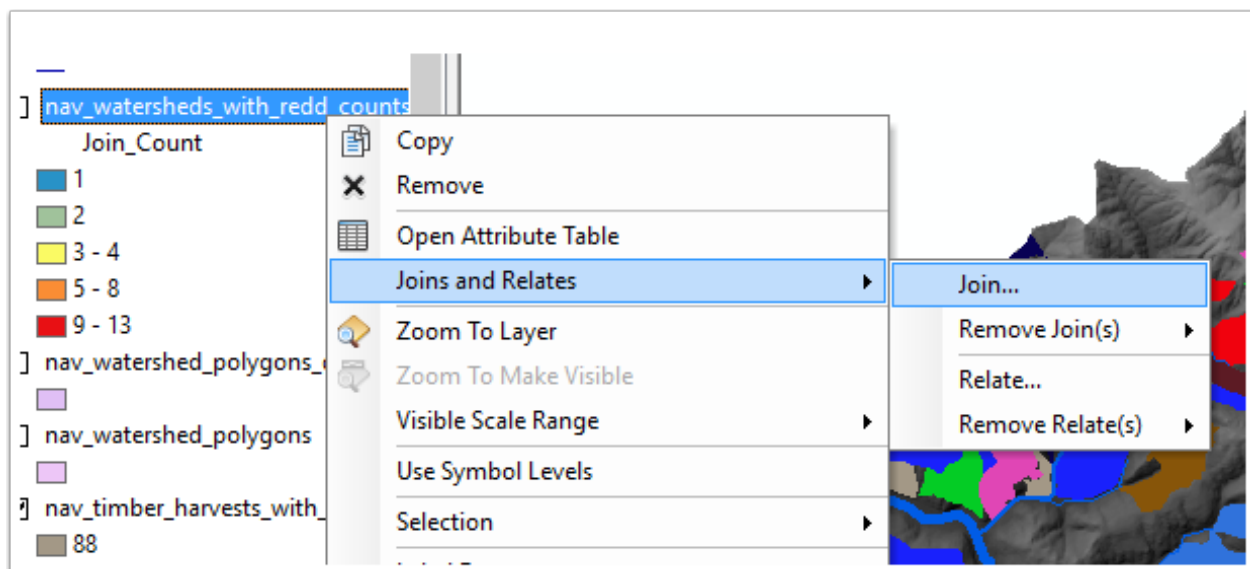 nav_watersheds_with_redd_counts
Join_Count
1
2
3 - 4
5 - 8
9 - 13
nav_watershed_polygons_
nav_watershed_polygons
nav_timber_harvests_with_
88
Copy
Remove
Open Attribute Table
Joins and Relates
Zoom To Layer
Zoom To Make Visible
Visible Scale Range
Use Symbol Levels
Selection
Join...
Remove Join(s)
Relate...
Remove Relate(s)